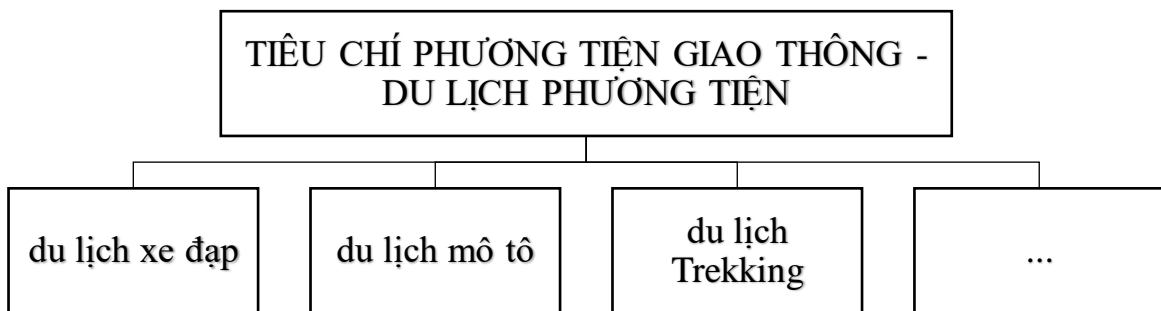 TIÊU CHÍ PHƯƠNG TIỆN GIAO THÔNG -
DU LỊCH PHƯƠNG TIỆN
du lịch xe đạp
du lịch mô tô
du lịch
Trekking
...